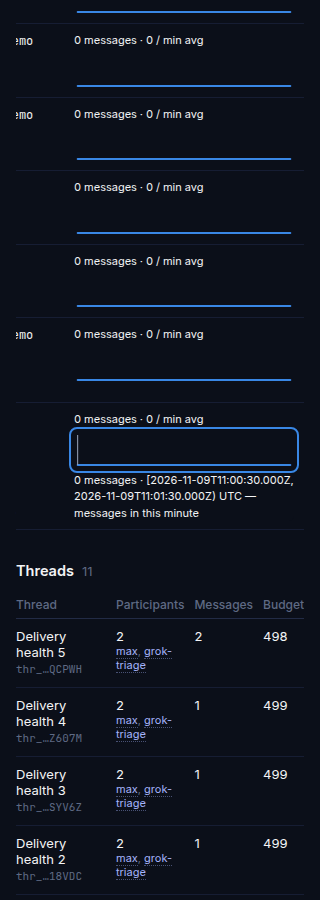 emo 0 messages · 0 / min avg
emo 0 messages · 0 / min avg
0 messages · 0 / min avg
0 messages · 0 / min avg
emo 0 messages · 0 / min avg
0 messages · 0 / min avg
0 messages · [2026-11-09T11:00:30.000Z,
2026-11-09T11:01:30.000Z) UTC —
messages in this minute
Threads 11
Thread Participants Messages Budget
Delivery 2 2 498
health 5 max, grok-
thr_…QCPWH triage
Delivery 2 1 499
health 4 max, grok-
thr_…Z607M triage
Delivery 2 1 499
health 3 max, grok-
thr_…SYV6Z triage
Delivery 2 1 499
health 2 max, grok-
thr_…18VDC triage